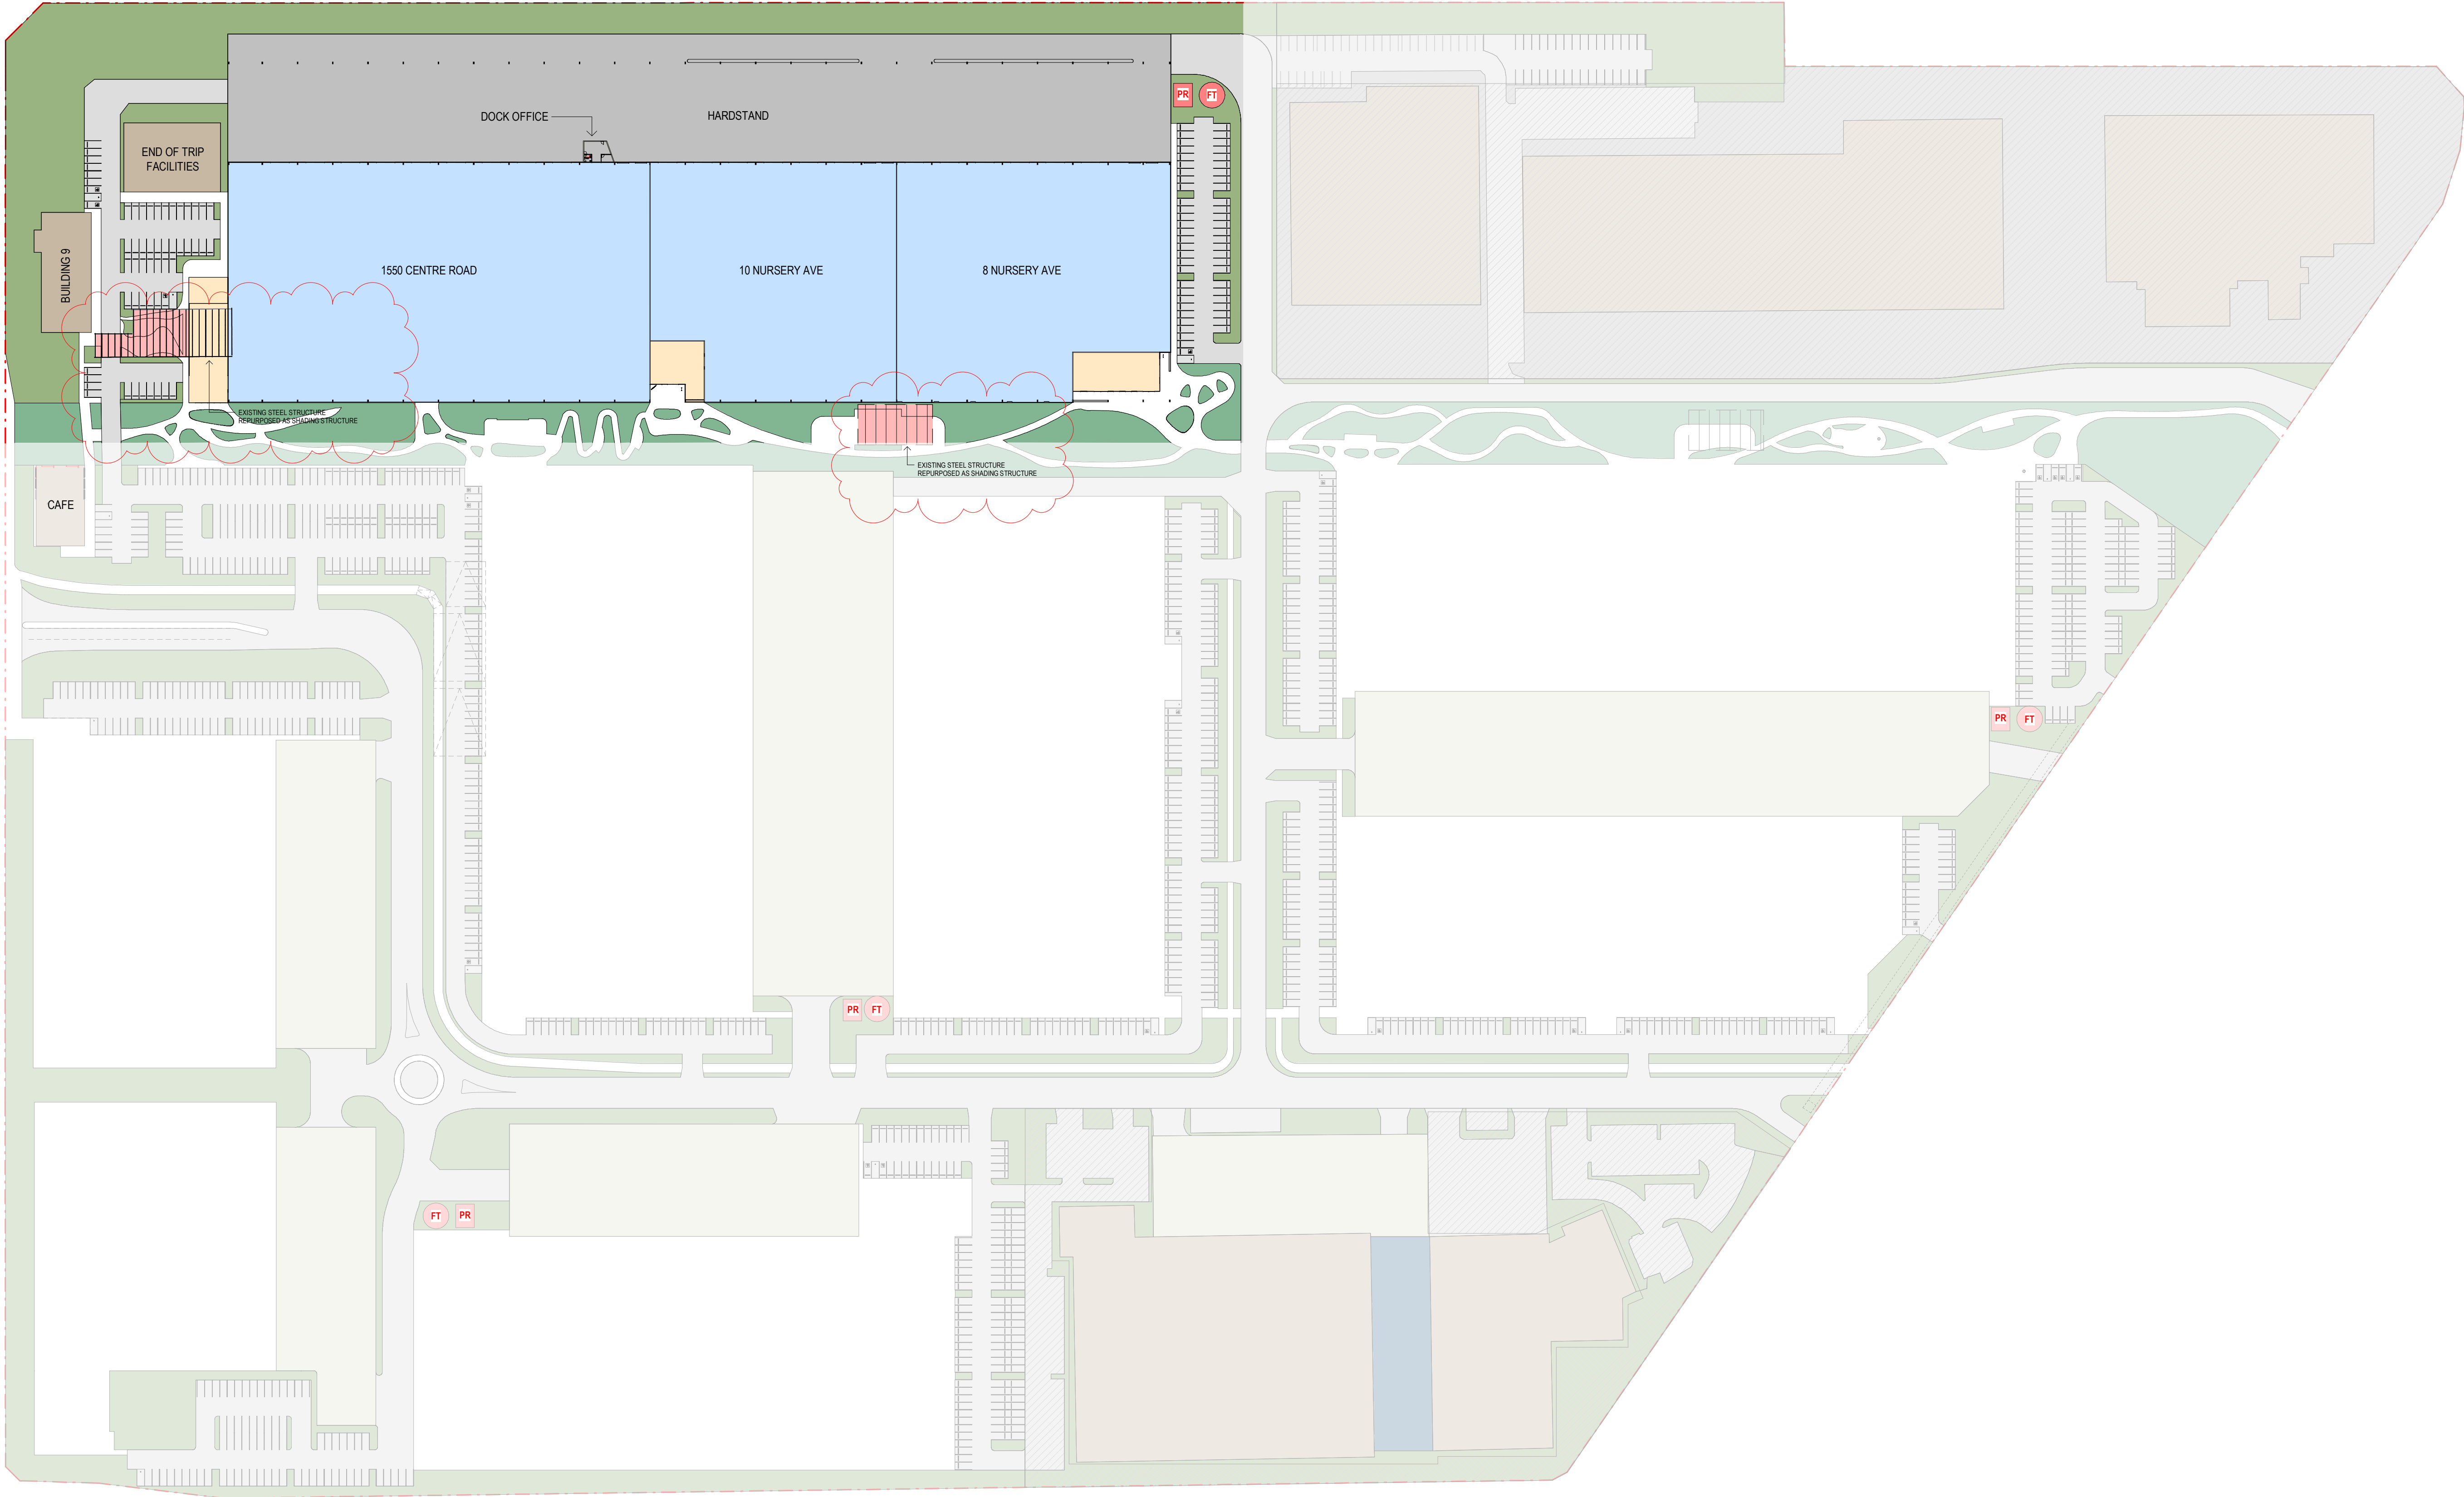 PR
FT
DOCK OFFICE
HARDSTAND
END OF TRIP
FACILITIES
BUILDING 9
1550 CENTRE ROAD
10 NURSERY AVE
8 NURSERY AVE
EXISTING STEEL STRUCTURE
REPURPOSED AS SHADING STRUCTURE
EXISTING STEEL STRUCTURE
REPURPOSED AS SHADING STRUCTURE
CAFE
PR
FT
PR
FT
FT
PR